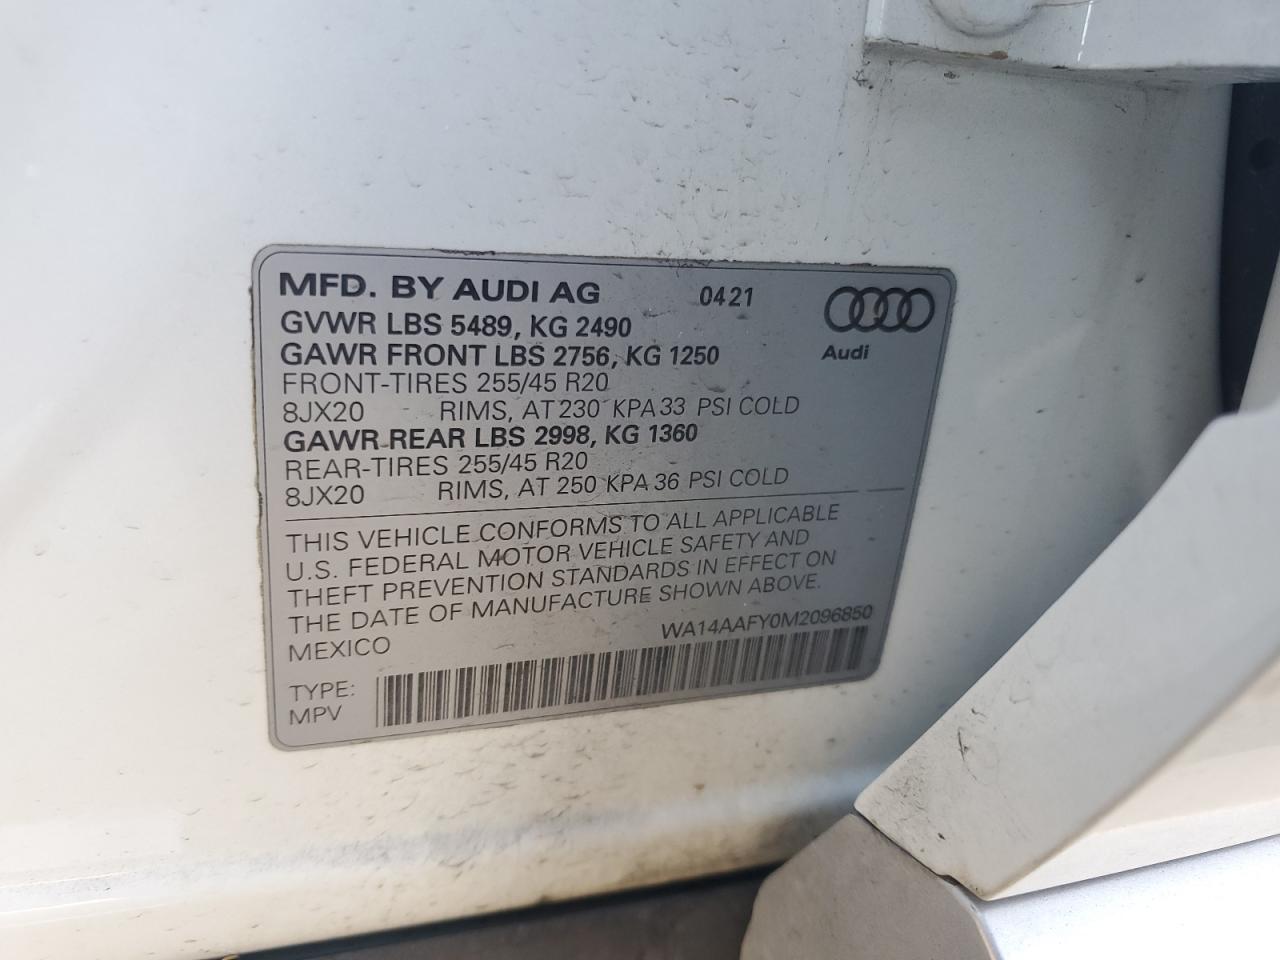 MFD. BY AUDI AG 0421
GVWR LBS 5489, KG 2490
GAWR FRONT LBS 2756, KG 1250
Audi
FRONT-TIRES 255/45 R20
8JX20 RIMS, AT 230 KPA 33 PSI COLD
GAWR REAR LBS 2998, KG 1360
REAR-TIRES 255/45 R20
8JX20 RIMS, AT 250 KPA 36 PSI COLD
THIS VEHICLE CONFORMS TO ALL APPLICABLE
U.S. FEDERAL MOTOR VEHICLE SAFETY AND
THEFT PREVENTION STANDARDS IN EFFECT ON
THE DATE OF MANUFACTURE SHOWN ABOVE.
MEXICO WA14AAFY0M2096850
TYPE:
MPV